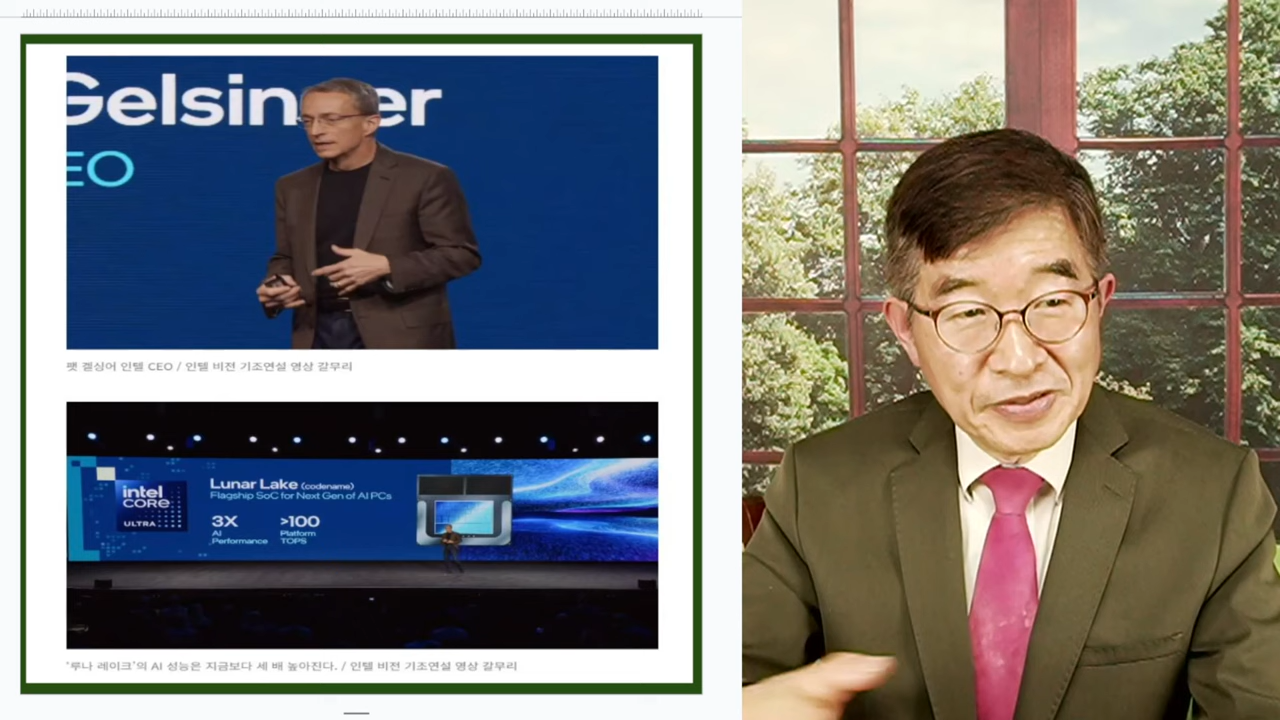 Gelsin er
EO
팻 겔싱어 인텔 CEO / 인텔 비전 기조연설 영상 갈무리
intel
CORE
ULTRA
Lunar Lake (codename)
Flagship SoC for Next Gen of AI PCs
3X
AI
Performance
>100
Platform
TOPS
‘루나 레이크’의 AI 성능은 지금보다 세 배 높아진다. / 인텔 비전 기조연설 영상 갈무리